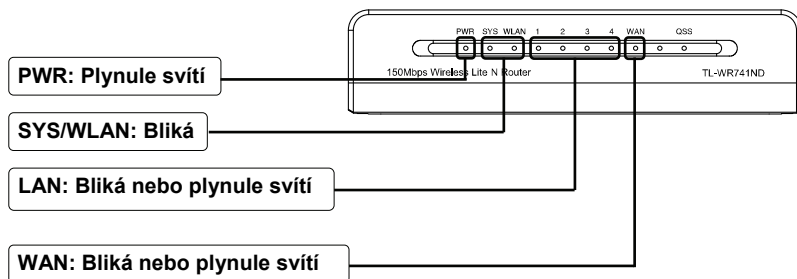 PWR SYS WLAN 1 2 3 4 WAN QSS
150Mbps Wireless Lite N Router TL-WR741ND
PWR: Plynule svítí
SYS/WLAN: Bliká
LAN: Bliká nebo plynule svítí
WAN: Bliká nebo plynule svítí